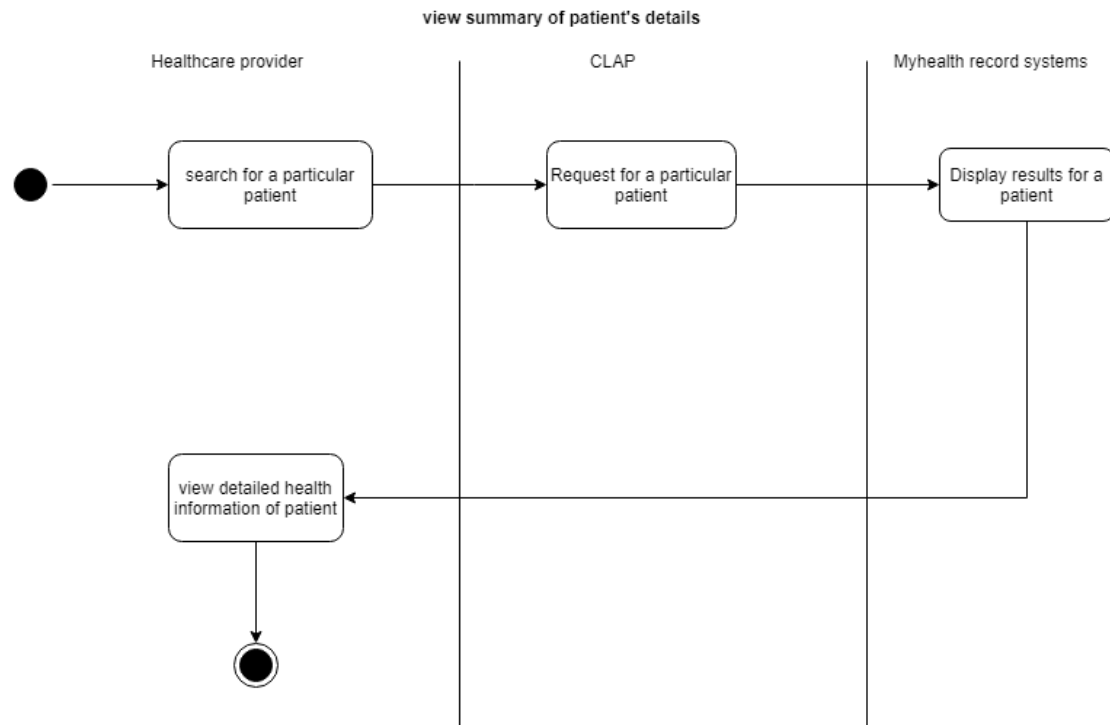 view summary of patient's details
Healthcare provider
CLAP
Myhealth record systems
search for a particular
patient
Request for a particular
patient
Display results for a
patient
view detailed health
information of patient